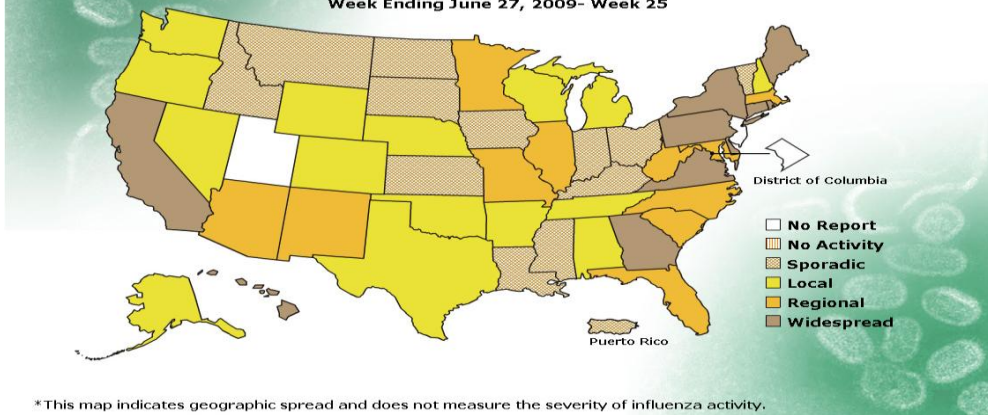 Week Ending June 27, 2009- Week 25
District of Columbia
No Report
No Activity
Sporadic
Local
Regional
Widespread
Puerto Rico
*This map indicates geographic spread and does not measure the severity of influenza activity.